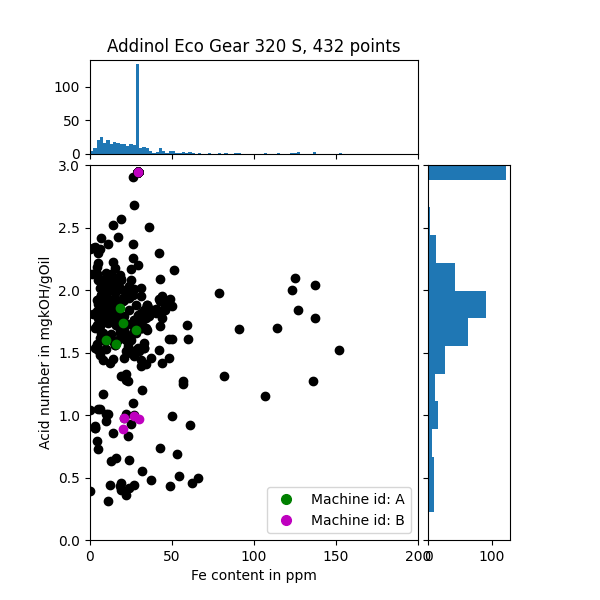 Addinol Eco Gear 320 S, 432 points
100
50
0
3.0
2.5
2.0
1.5
1.0
0.5
0.0
Acid number in mgkOH/gOil
Machine id: A
Machine id: B
0 50 100 150 200
0 100
Fe content in ppm